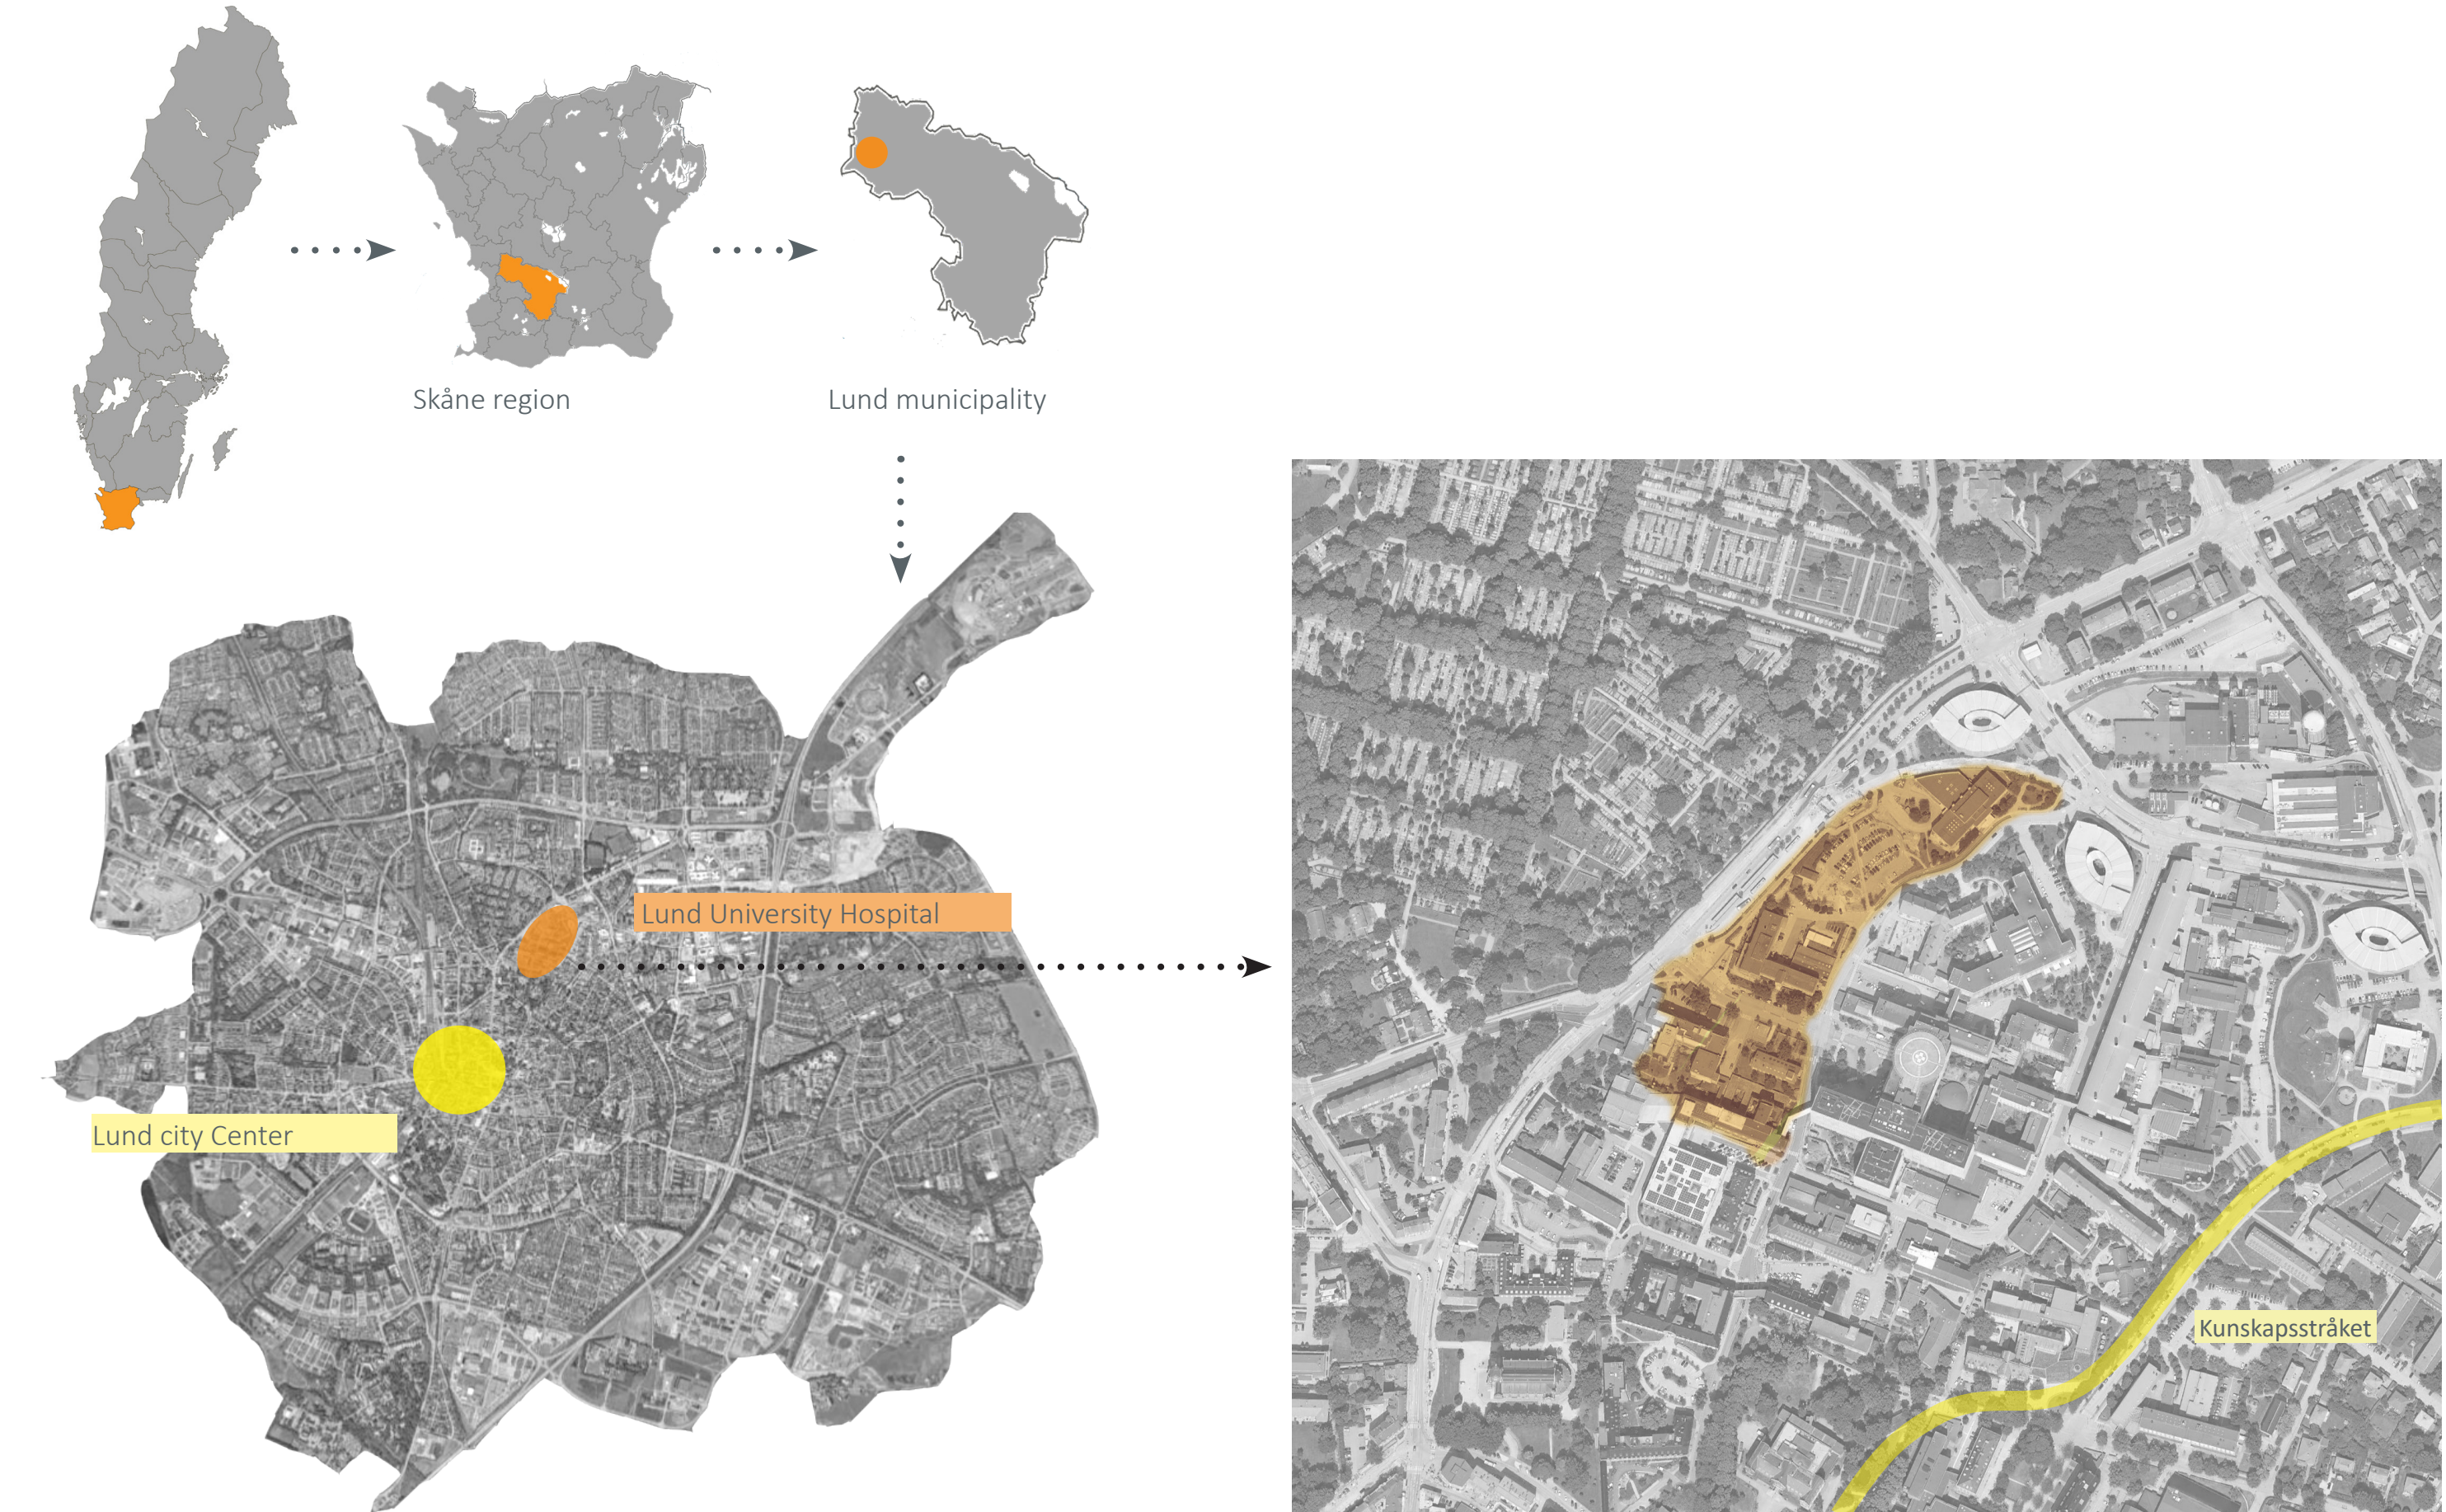 Skåne region
Lund municipality
Lund University Hospital
Lund city Center
Kunskapsstråket